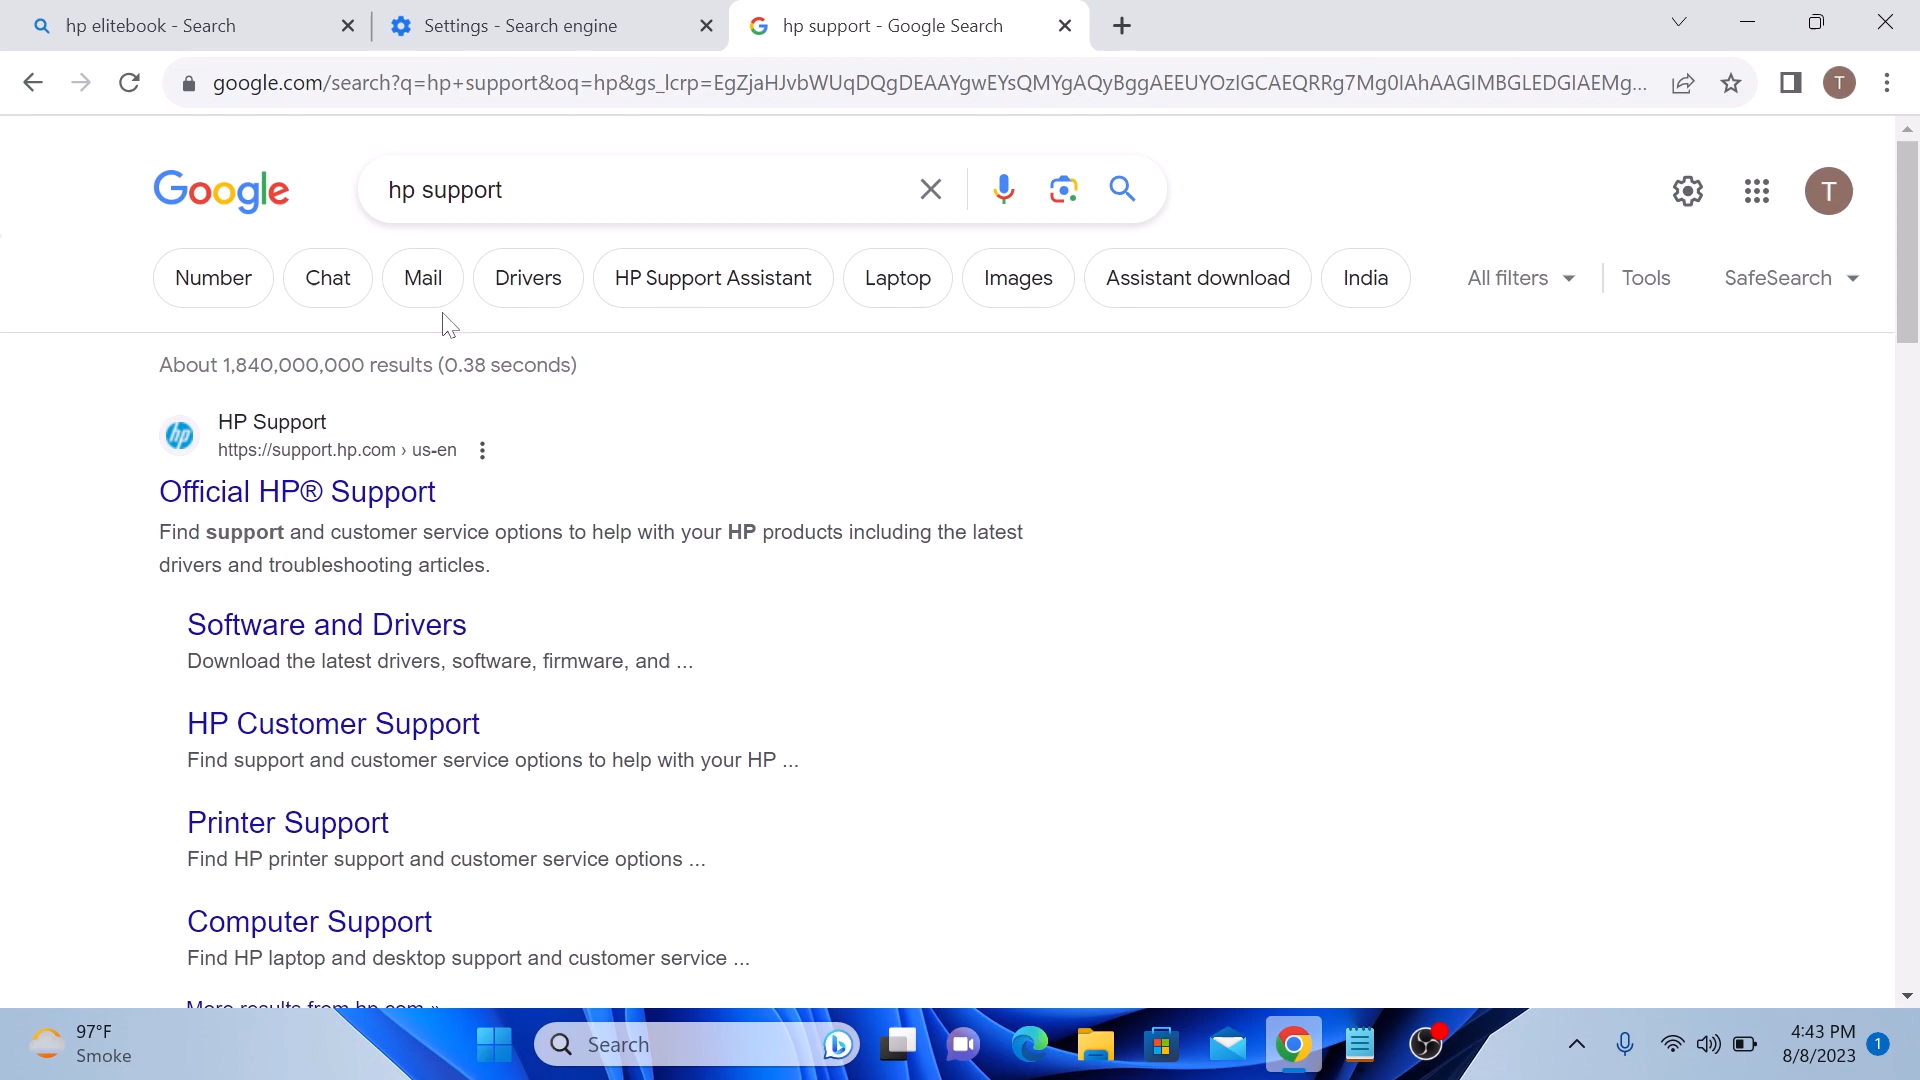 hp elitebook - Search
Settings - Search engine
hp support - Google Search
google.com/search?q=hp+support&oq=hp&gs_lcrp=EgZjaHJvbWUqDQgDEAAYgwEYsQMYgAQyBggAEEUYOzIGCAEQRRg7Mg0IAhAAGIMBGLEDGIAEMg...
T
Google
hp support
T
Number
Chat
Mail
Drivers
HP Support Assistant
Laptop
Images
Assistant download
India
All filters
Tools
SafeSearch
About 1,840,000,000 results (0.38 seconds)
hp
HP Support
https://support.hp.com › us-en
Official HP® Support
Find support and customer service options to help with your HP products including the latest
drivers and troubleshooting articles.
Software and Drivers
Download the latest drivers, software, firmware, and ...
HP Customer Support
Find support and customer service options to help with your HP ...
Printer Support
Find HP printer support and customer service options ...
Computer Support
Find HP laptop and desktop support and customer service ...
More results from hp.com »
97°F
Smoke
Search
4:43 PM
8/8/2023
1